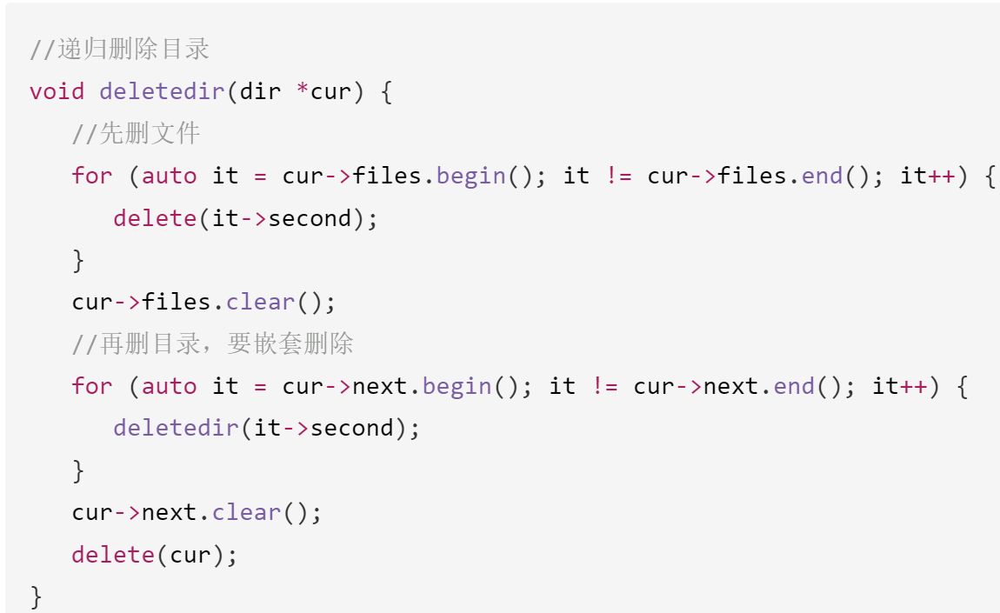 //递归删除目录
void deletedir(dir *cur) {
   //先删文件
   for (auto it = cur->files.begin(); it != cur->files.end(); it++) {
      delete(it->second);
   }
   cur->files.clear();
   //再删目录，要嵌套删除
   for (auto it = cur->next.begin(); it != cur->next.end(); it++) {
      deletedir(it->second);
   }
   cur->next.clear();
   delete(cur);
}